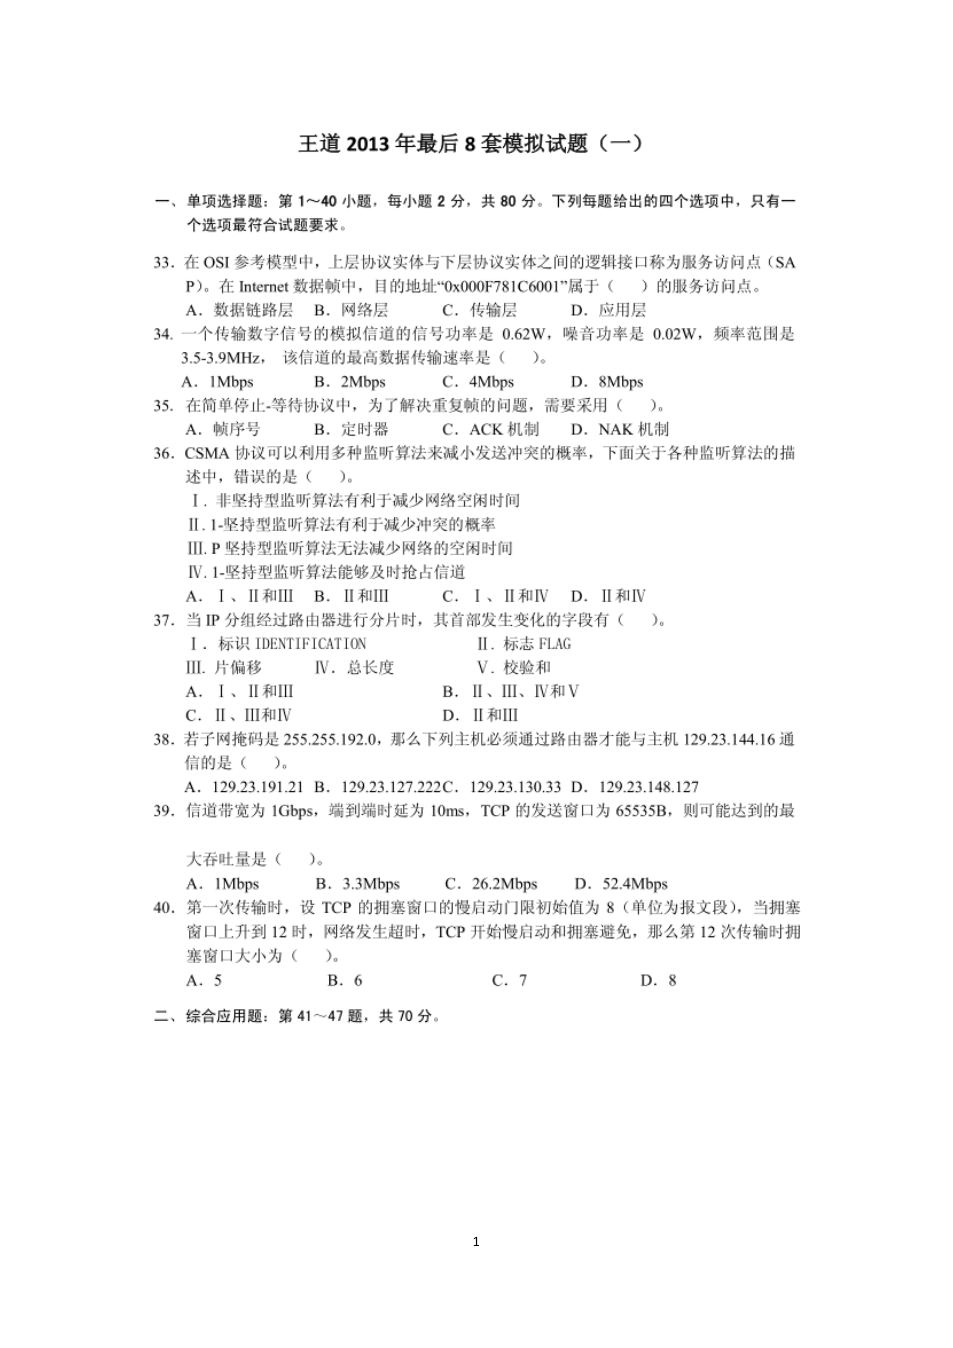 王道 2013 年最后 8 套模拟试题（一）
一、单项选择题：第 1～40 小题，每小题 2 分，共 80 分。下列每题给出的四个选项中，只有一
个选项最符合试题要求。
33．在 OSI 参考模型中，上层协议实体与下层协议实体之间的逻辑接口称为服务访问点（SA
P）。在 Internet 数据帧中，目的地址“0x000F781C6001”属于（ ）的服务访问点。
A．数据链路层 B．网络层 C．传输层 D．应用层
34. 一个传输数字信号的模拟信道的信号功率是 0.62W，噪音功率是 0.02W，频率范围是
3.5-3.9MHz， 该信道的最高数据传输速率是（ ）。
A．1Mbps B．2Mbps C．4Mbps D．8Mbps
35. 在简单停止-等待协议中，为了解决重复帧的问题，需要采用（ ）。
A．帧序号 B．定时器 C．ACK 机制 D．NAK 机制
36．CSMA 协议可以利用多种监听算法来减小发送冲突的概率，下面关于各种监听算法的描
述中，错误的是（ ）。
Ⅰ. 非坚持型监听算法有利于减少网络空闲时间
Ⅱ. 1-坚持型监听算法有利于减少冲突的概率
Ⅲ. P 坚持型监听算法无法减少网络的空闲时间
Ⅳ. 1-坚持型监听算法能够及时抢占信道
A．Ⅰ、Ⅱ和Ⅲ B．Ⅱ和Ⅲ C．Ⅰ、Ⅱ和Ⅳ D．Ⅱ和Ⅳ
37．当 IP 分组经过路由器进行分片时，其首部发生变化的字段有（ ）。
Ⅰ. 标识 IDENTIFICATION Ⅱ. 标志 FLAG
Ⅲ. 片偏移 Ⅳ. 总长度 Ⅴ. 校验和
A．Ⅰ、Ⅱ和Ⅲ B．Ⅱ、Ⅲ、Ⅳ和Ⅴ
C．Ⅱ、Ⅲ和Ⅳ D．Ⅱ和Ⅲ
38．若子网掩码是 255.255.192.0，那么下列主机必须通过路由器才能与主机 129.23.144.16 通
信的是（ ）。
A．129.23.191.21 B．129.23.127.222C．129.23.130.33 D．129.23.148.127
39．信道带宽为 1Gbps，端到端时延为 10ms，TCP 的发送窗口为 65535B，则可能达到的最
大吞吐量是（ ）。
A．1Mbps B．3.3Mbps C．26.2Mbps D．52.4Mbps
40．第一次传输时，设 TCP 的拥塞窗口的慢启动门限初始值为 8（单位为报文段），当拥塞
窗口上升到 12 时，网络发生超时，TCP 开始慢启动和拥塞避免，那么第 12 次传输时拥
塞窗口大小为（ ）。
A．5 B．6 C．7 D．8
二、综合应用题：第 41～47 题，共 70 分。
1